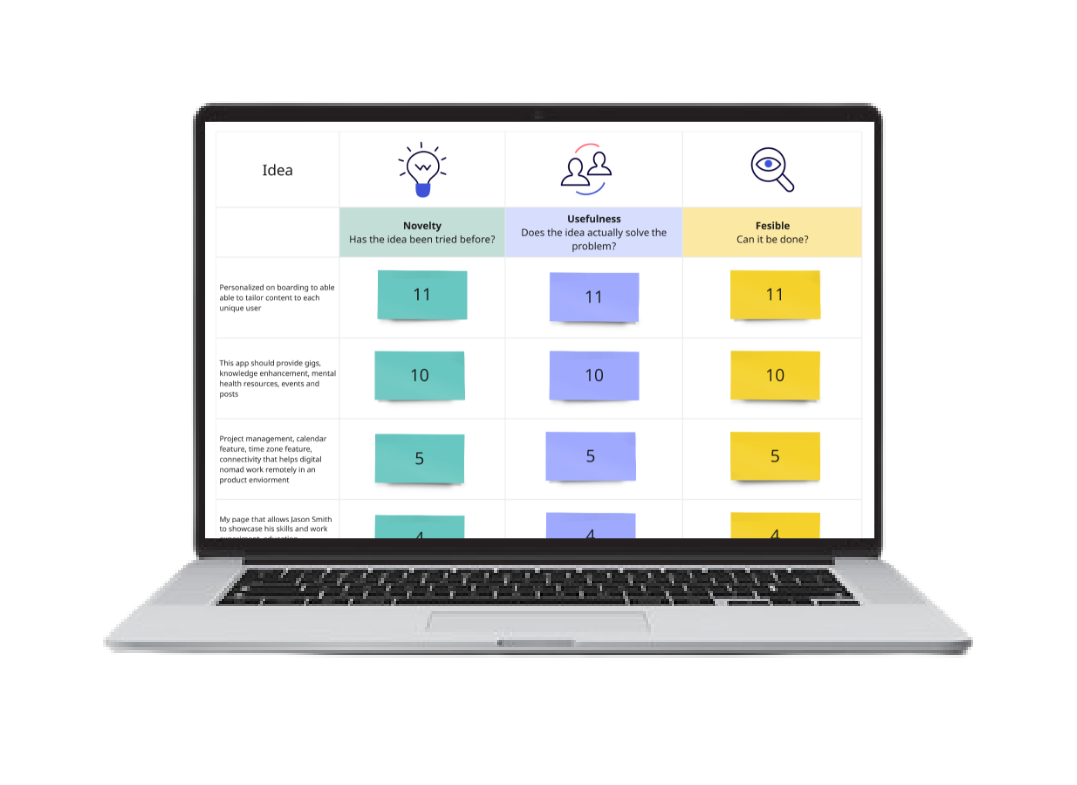 Idea
Novelty
Has the idea been tried before?
Usefulness
Does the idea actually solve the
problem?
Fesible
Can it be done?
Personalized on boarding to able
able to tailor content to each
unique user
11
11
11
This app should provide gigs,
knowledge enhancement, mental
health resources, events and
posts
10
10
10
Project management, calendar
feature, time zone feature,
connectivity that helps digital
nomad work remotely in an
product enviorment
5
5
5
My page that allows Jason Smith
to showcase his skills and work
4
4
4